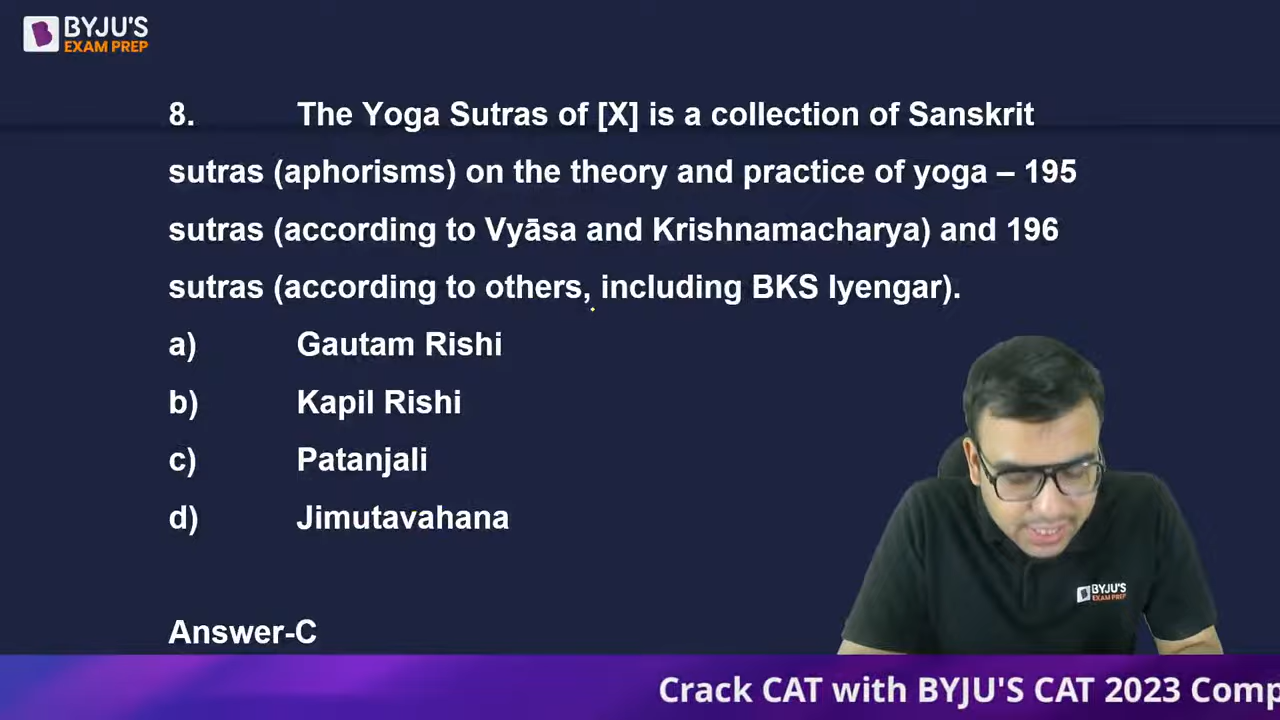 BYJU'S
EXAM PREP
8. The Yoga Sutras of [X] is a collection of Sanskrit
sutras (aphorisms) on the theory and practice of yoga – 195
sutras (according to Vyāsa and Krishnamacharya) and 196
sutras (according to others, including BKS Iyengar).
a) Gautam Rishi
b) Kapil Rishi
c) Patanjali
d) Jimutavahana
BYJU'S
EXAM PREP
Answer-C
Crack CAT with BYJU'S CAT 2023 Comp